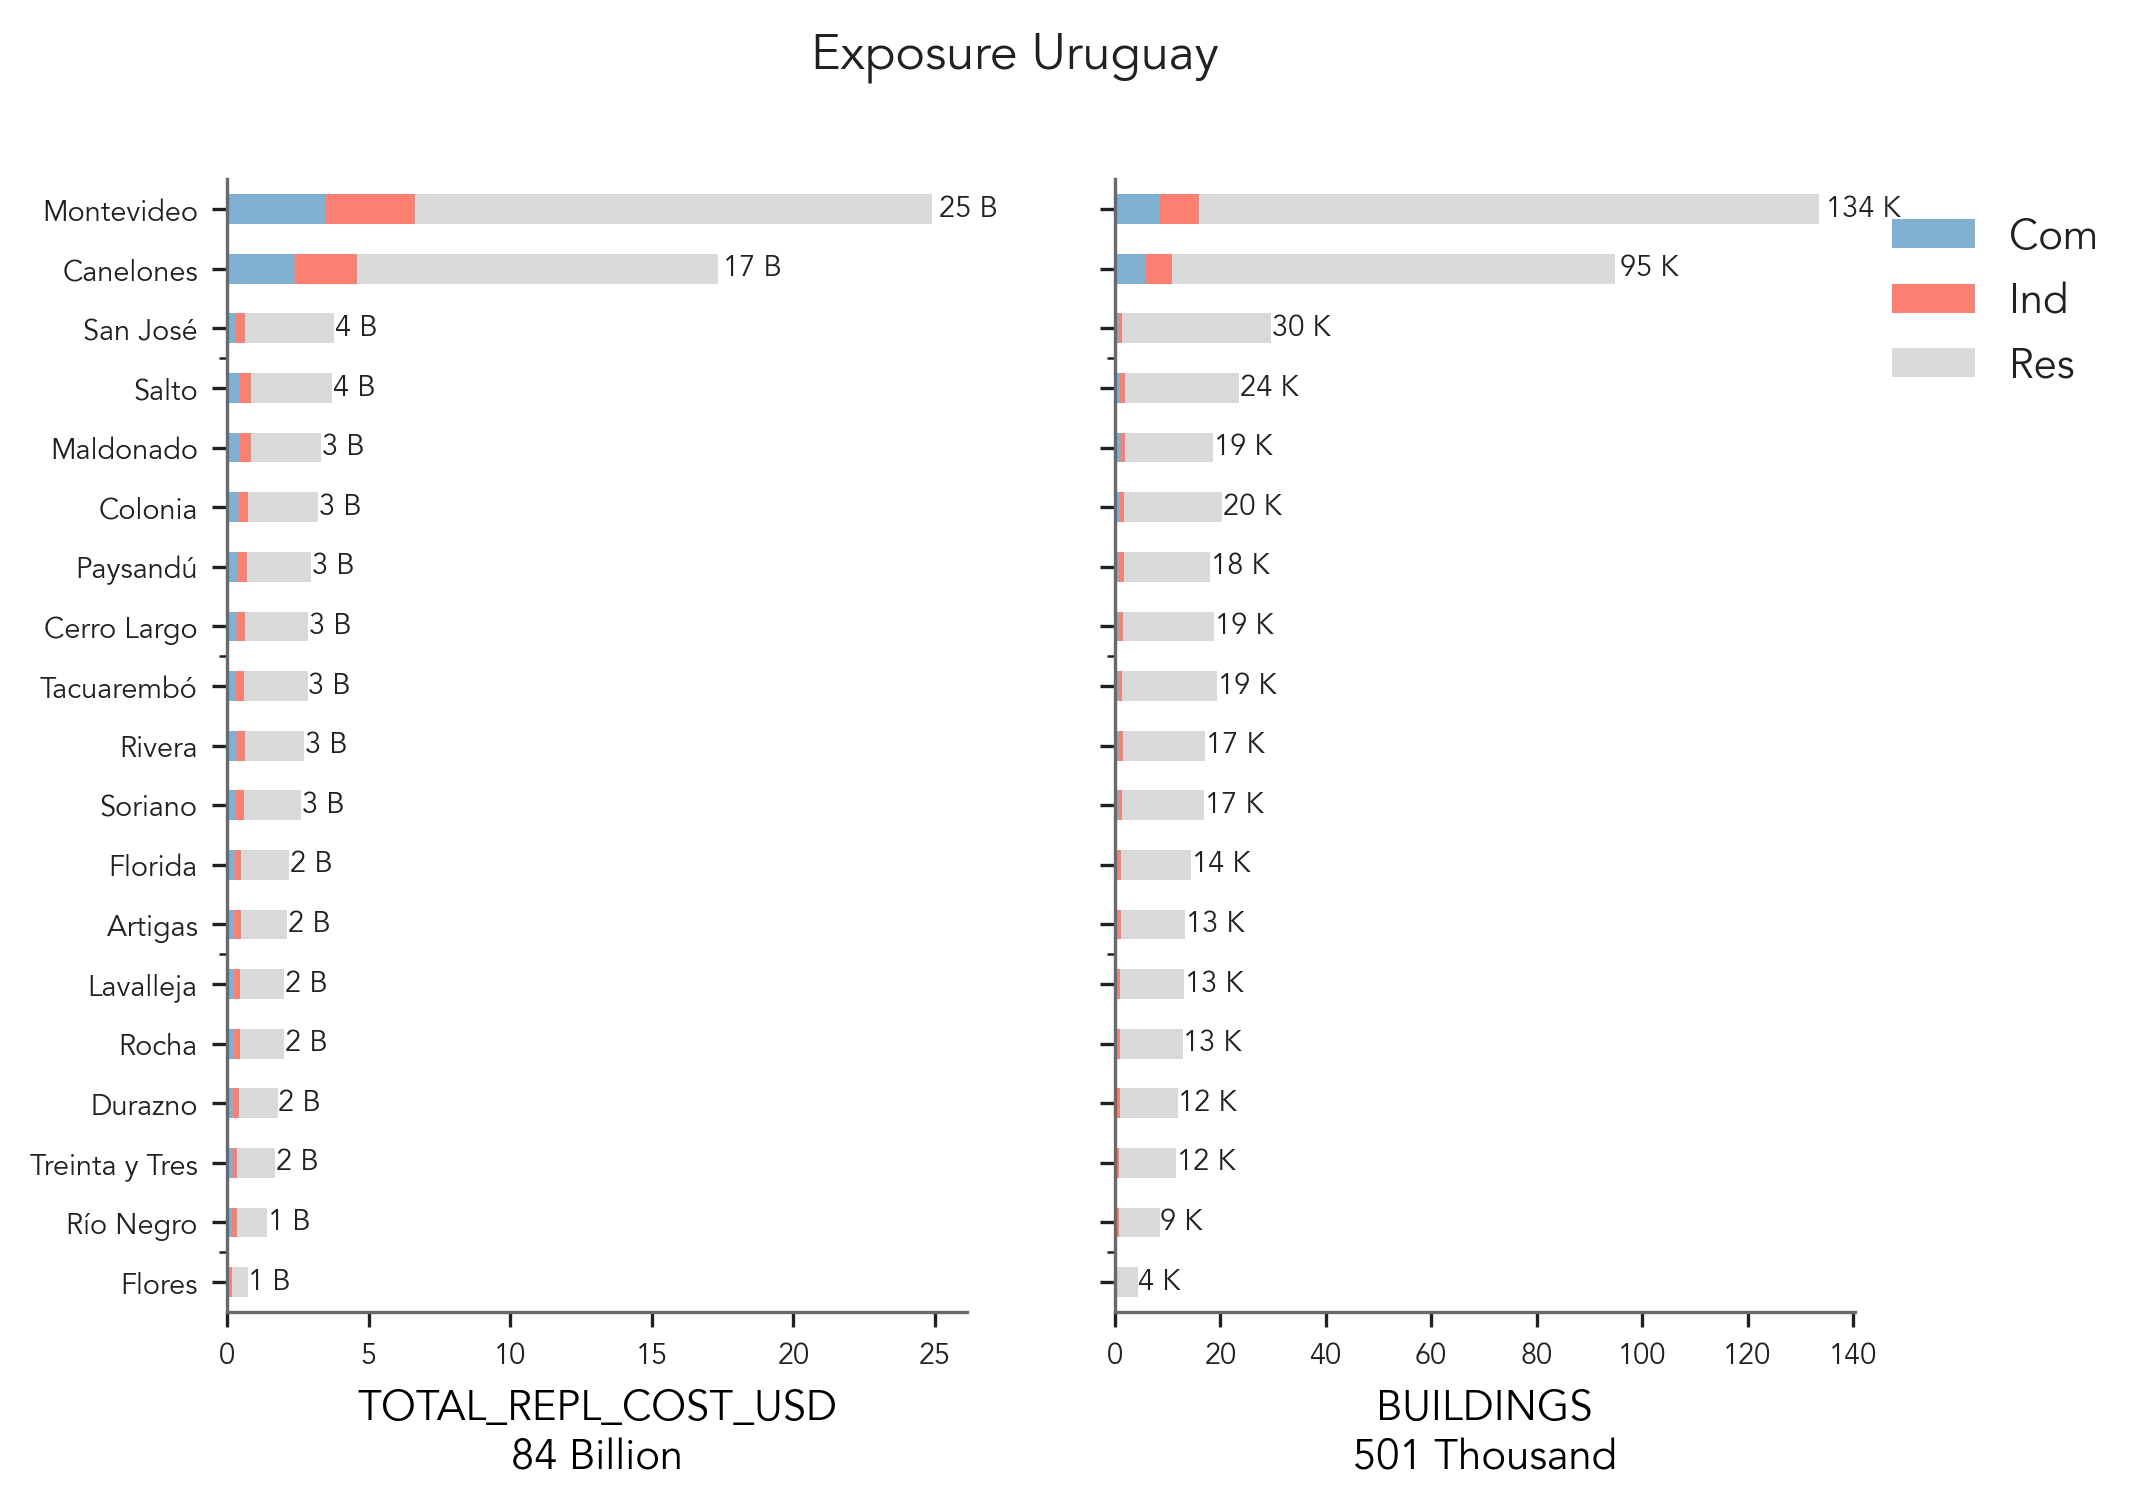 Exposure Uruguay
Montevideo 25 B 134 K
Canelones 17 B 95 K
San José 4 B 30 K
Salto 4 B 24 K
Maldonado 3 B 19 K
Colonia 3 B 20 K
Paysandú 3 B 18 K
Cerro Largo 3 B 19 K
Tacuarembó 3 B 19 K
Rivera 3 B 17 K
Soriano 3 B 17 K
Florida 2 B 14 K
Artigas 2 B 13 K
Lavalleja 2 B 13 K
Rocha 2 B 13 K
Durazno 2 B 12 K
Treinta y Tres 2 B 12 K
Río Negro 1 B 9 K
Flores 1 B 4 K
0 5 10 15 20 25
TOTAL_REPL_COST_USD
84 Billion
0 20 40 60 80 100 120 140
BUILDINGS
501 Thousand
Com
Ind
Res